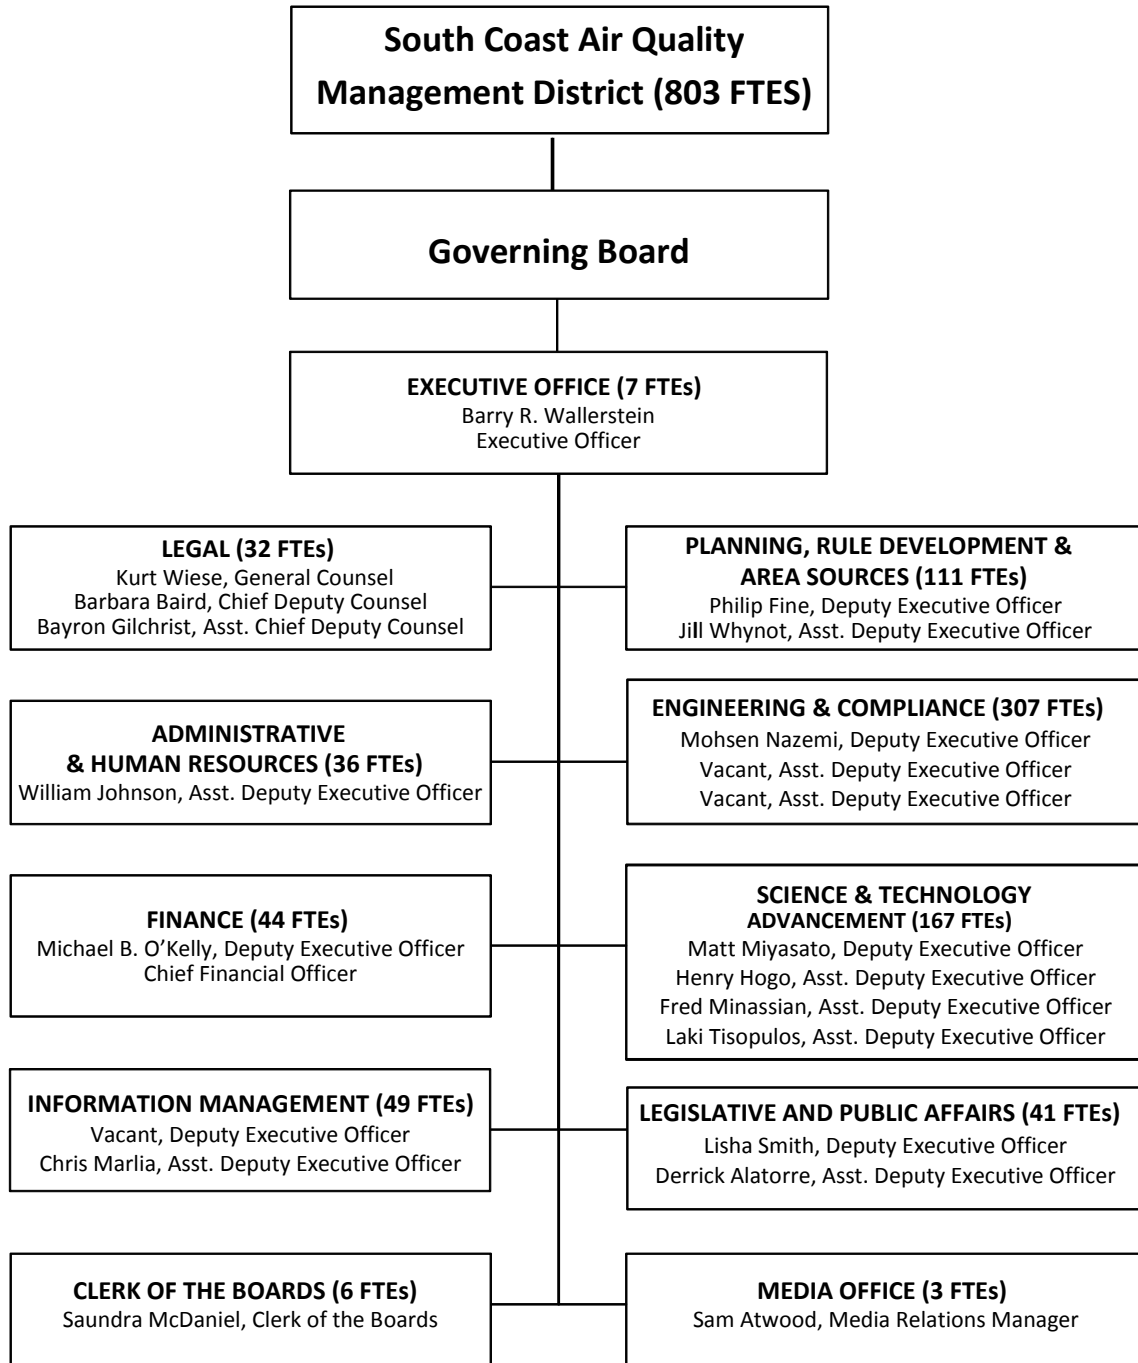 South Coast Air Quality
Management District (803 FTES)
Governing Board
EXECUTIVE OFFICE (7 FTEs)
Barry R. Wallerstein
Executive Officer
LEGAL (32 FTEs)
Kurt Wiese, General Counsel
Barbara Baird, Chief Deputy Counsel
Bayron Gilchrist, Asst. Chief Deputy Counsel
PLANNING, RULE DEVELOPMENT &
AREA SOURCES (111 FTEs)
Philip Fine, Deputy Executive Officer
Jill Whynot, Asst. Deputy Executive Officer
ADMINISTRATIVE
& HUMAN RESOURCES (36 FTEs)
William Johnson, Asst. Deputy Executive Officer
ENGINEERING & COMPLIANCE (307 FTEs)
Mohsen Nazemi, Deputy Executive Officer
Vacant, Asst. Deputy Executive Officer
Vacant, Asst. Deputy Executive Officer
FINANCE (44 FTEs)
Michael B. O’Kelly, Deputy Executive Officer
Chief Financial Officer
SCIENCE & TECHNOLOGY
ADVANCEMENT (167 FTEs)
Matt Miyasato, Deputy Executive Officer
Henry Hogo, Asst. Deputy Executive Officer
Fred Minassian, Asst. Deputy Executive Officer
Laki Tisopulos, Asst. Deputy Executive Officer
INFORMATION MANAGEMENT (49 FTEs)
Vacant, Deputy Executive Officer
Chris Marlia, Asst. Deputy Executive Officer
LEGISLATIVE AND PUBLIC AFFAIRS (41 FTEs)
Lisha Smith, Deputy Executive Officer
Derrick Alatorre, Asst. Deputy Executive Officer
CLERK OF THE BOARDS (6 FTEs)
Saundra McDaniel, Clerk of the Boards
MEDIA OFFICE (3 FTEs)
Sam Atwood, Media Relations Manager